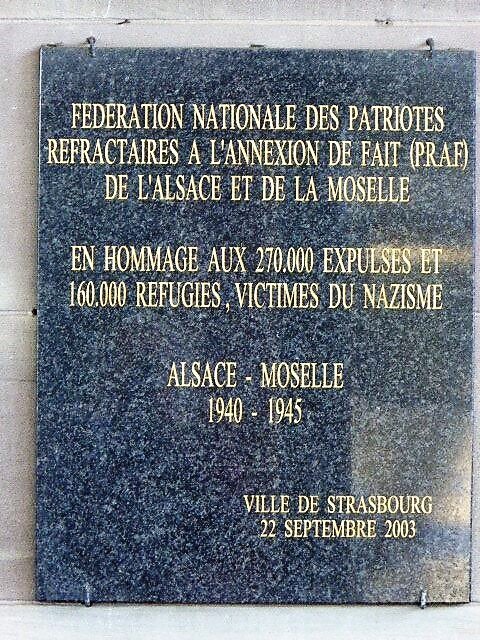 FEDERATION NATIONALE DES PATRIOTES
REFRACTAIRES A L'ANNEXION DE FAIT (PRAF)
DE L'ALSACE ET DE LA MOSELLE
EN HOMMAGE AUX 270.000 EXPULSES ET
160.000 REFUGIES, VICTIMES DU NAZISME
ALSACE - MOSELLE
1940 - 1945
VILLE DE STRASBOURG
22 SEPTEMBRE 2003